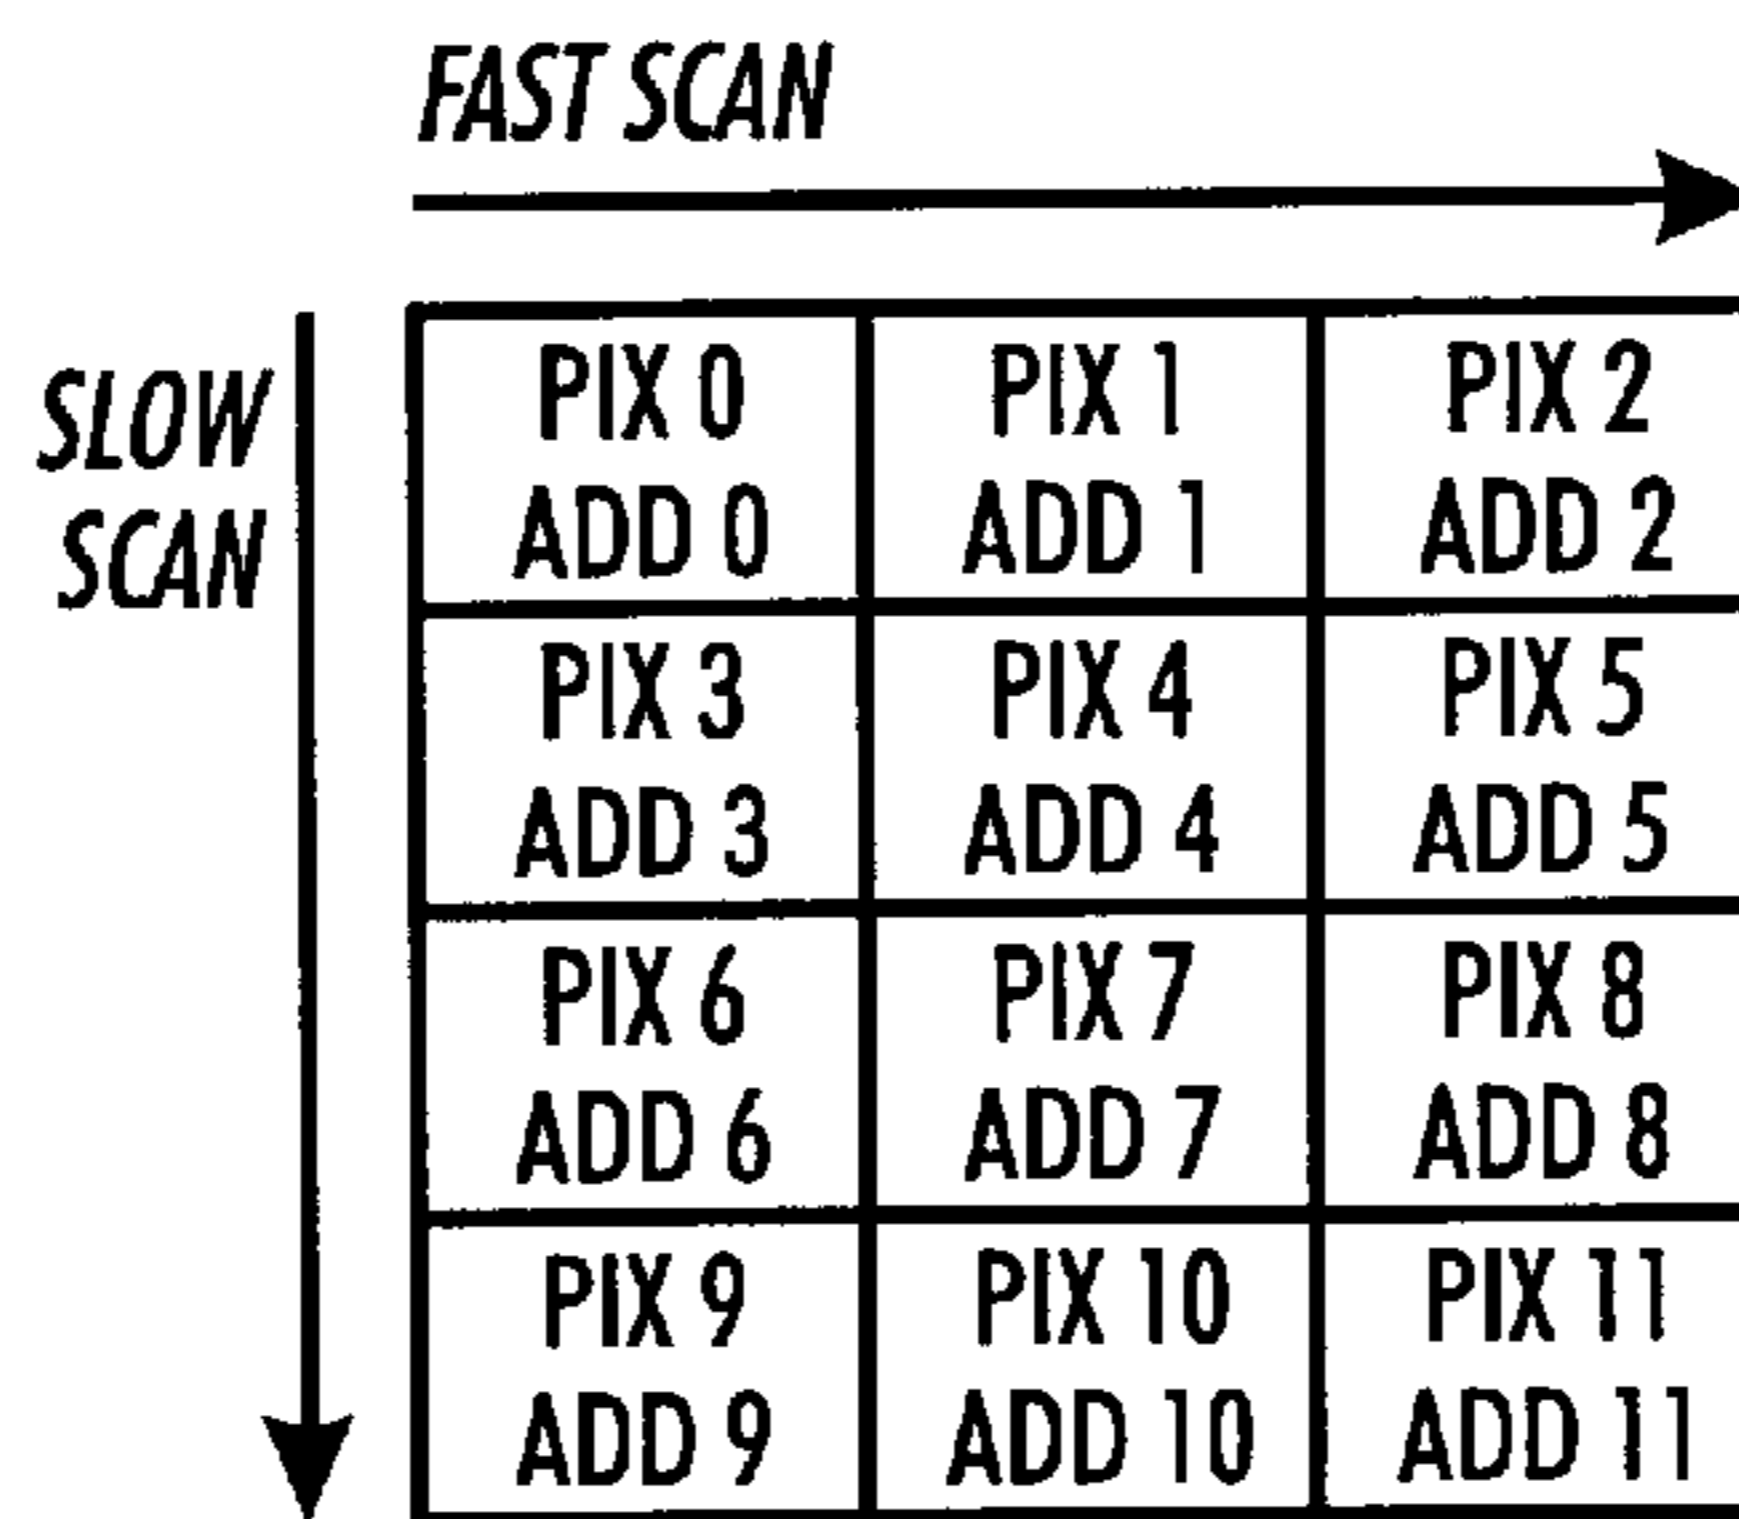 FAST SCAN
SLOW
SCAN
PIX 0 PIX 1 PIX 2
ADD 0 ADD 1 ADD 2
PIX 3 PIX 4 PIX 5
ADD 3 ADD 4 ADD 5
PIX 6 PIX 7 PIX 8
ADD 6 ADD 7 ADD 8
PIX 9 PIX 10 PIX 11
ADD 9 ADD 10 ADD 11